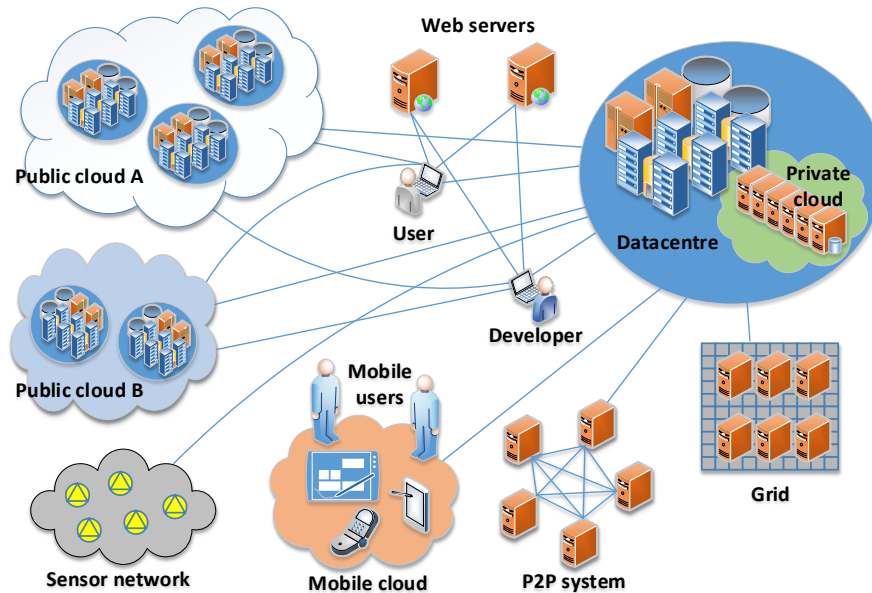 Web servers
Public cloud A
Private
cloud
User
Datacentre
Developer
Public cloud B
Mobile
users
Grid
Sensor network
Mobile cloud
P2P system